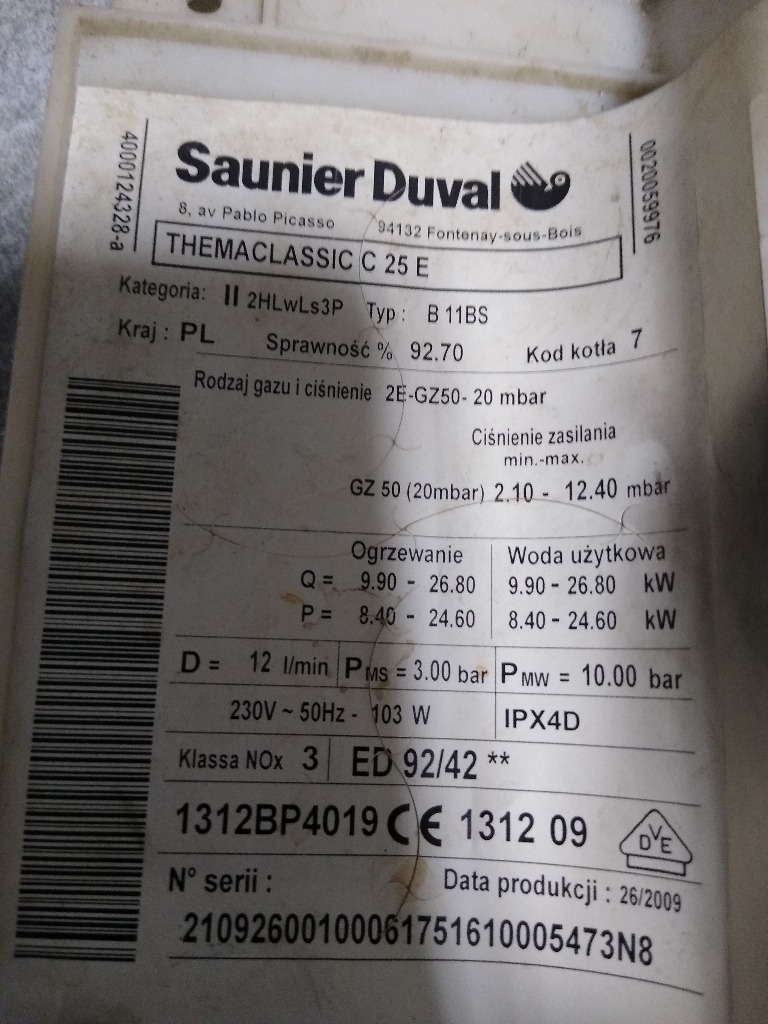 Saunier Duval
4000124328-a
0020059976
8, av Pablo Picasso 94132 Fontenay-sous-Bois
THEMACLASSIC C 25 E
Kategoria: II 2HLwLs3P Typ : B 11BS
Kraj : PL Sprawność % 92.70 Kod kotła 7
Rodzaj gazu i ciśnienie 2E-GZ50- 20 mbar
Ciśnienie zasilania
min.-max.
GZ 50 (20mbar) 2.10 - 12.40 mbar
Ogrzewanie Woda użytkowa
Q = 9.90 - 26.80 9.90 - 26.80 kW
P = 8.40 - 24.60 8.40 - 24.60 kW
D = 12 l/min PMS = 3.00 bar PMW = 10.00 bar
230V ~ 50Hz - 103 W IPX4D
Klassa NOx 3 ED 92/42 **
1312BP4019 CE 1312 09 DVE
N° serii : Data produkcji : 26/2009
21092600100061751610005473N8